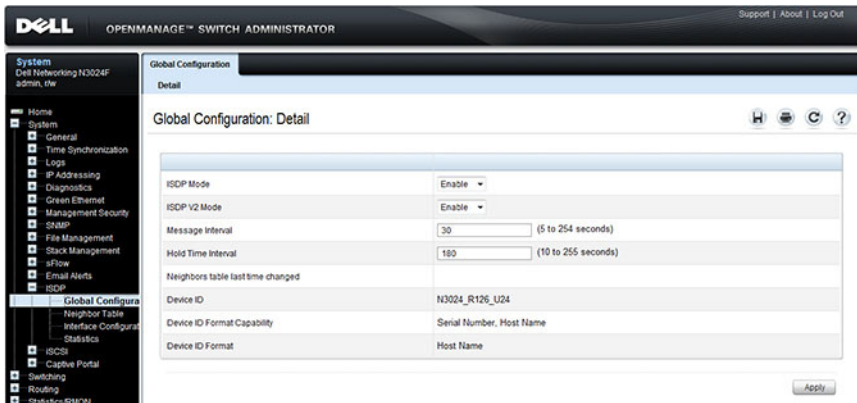 Support | About | Log Out
DELL OPENMANAGE™ SWITCH ADMINISTRATOR
System
Dell Networking N3024F
admin, r/w
Home
System
General
Time Synchronization
Logs
IP Addressing
Diagnostics
Green Ethernet
Management Security
SNMP
File Management
Stack Management
sFlow
Email Alerts
ISDP
Global Configura
Neighbor Table
Interface Configurat
Statistics
iSCSI
Captive Portal
Switching
Routing
Statistics/RMON
Global Configuration
Detail
Global Configuration: Detail
ISDP Mode Enable
ISDP V2 Mode Enable
Message Interval 30 (5 to 254 seconds)
Hold Time Interval 180 (10 to 255 seconds)
Neighbors table last time changed
Device ID N3024_R126_U24
Device ID Format Capability Serial Number, Host Name
Device ID Format Host Name
Apply